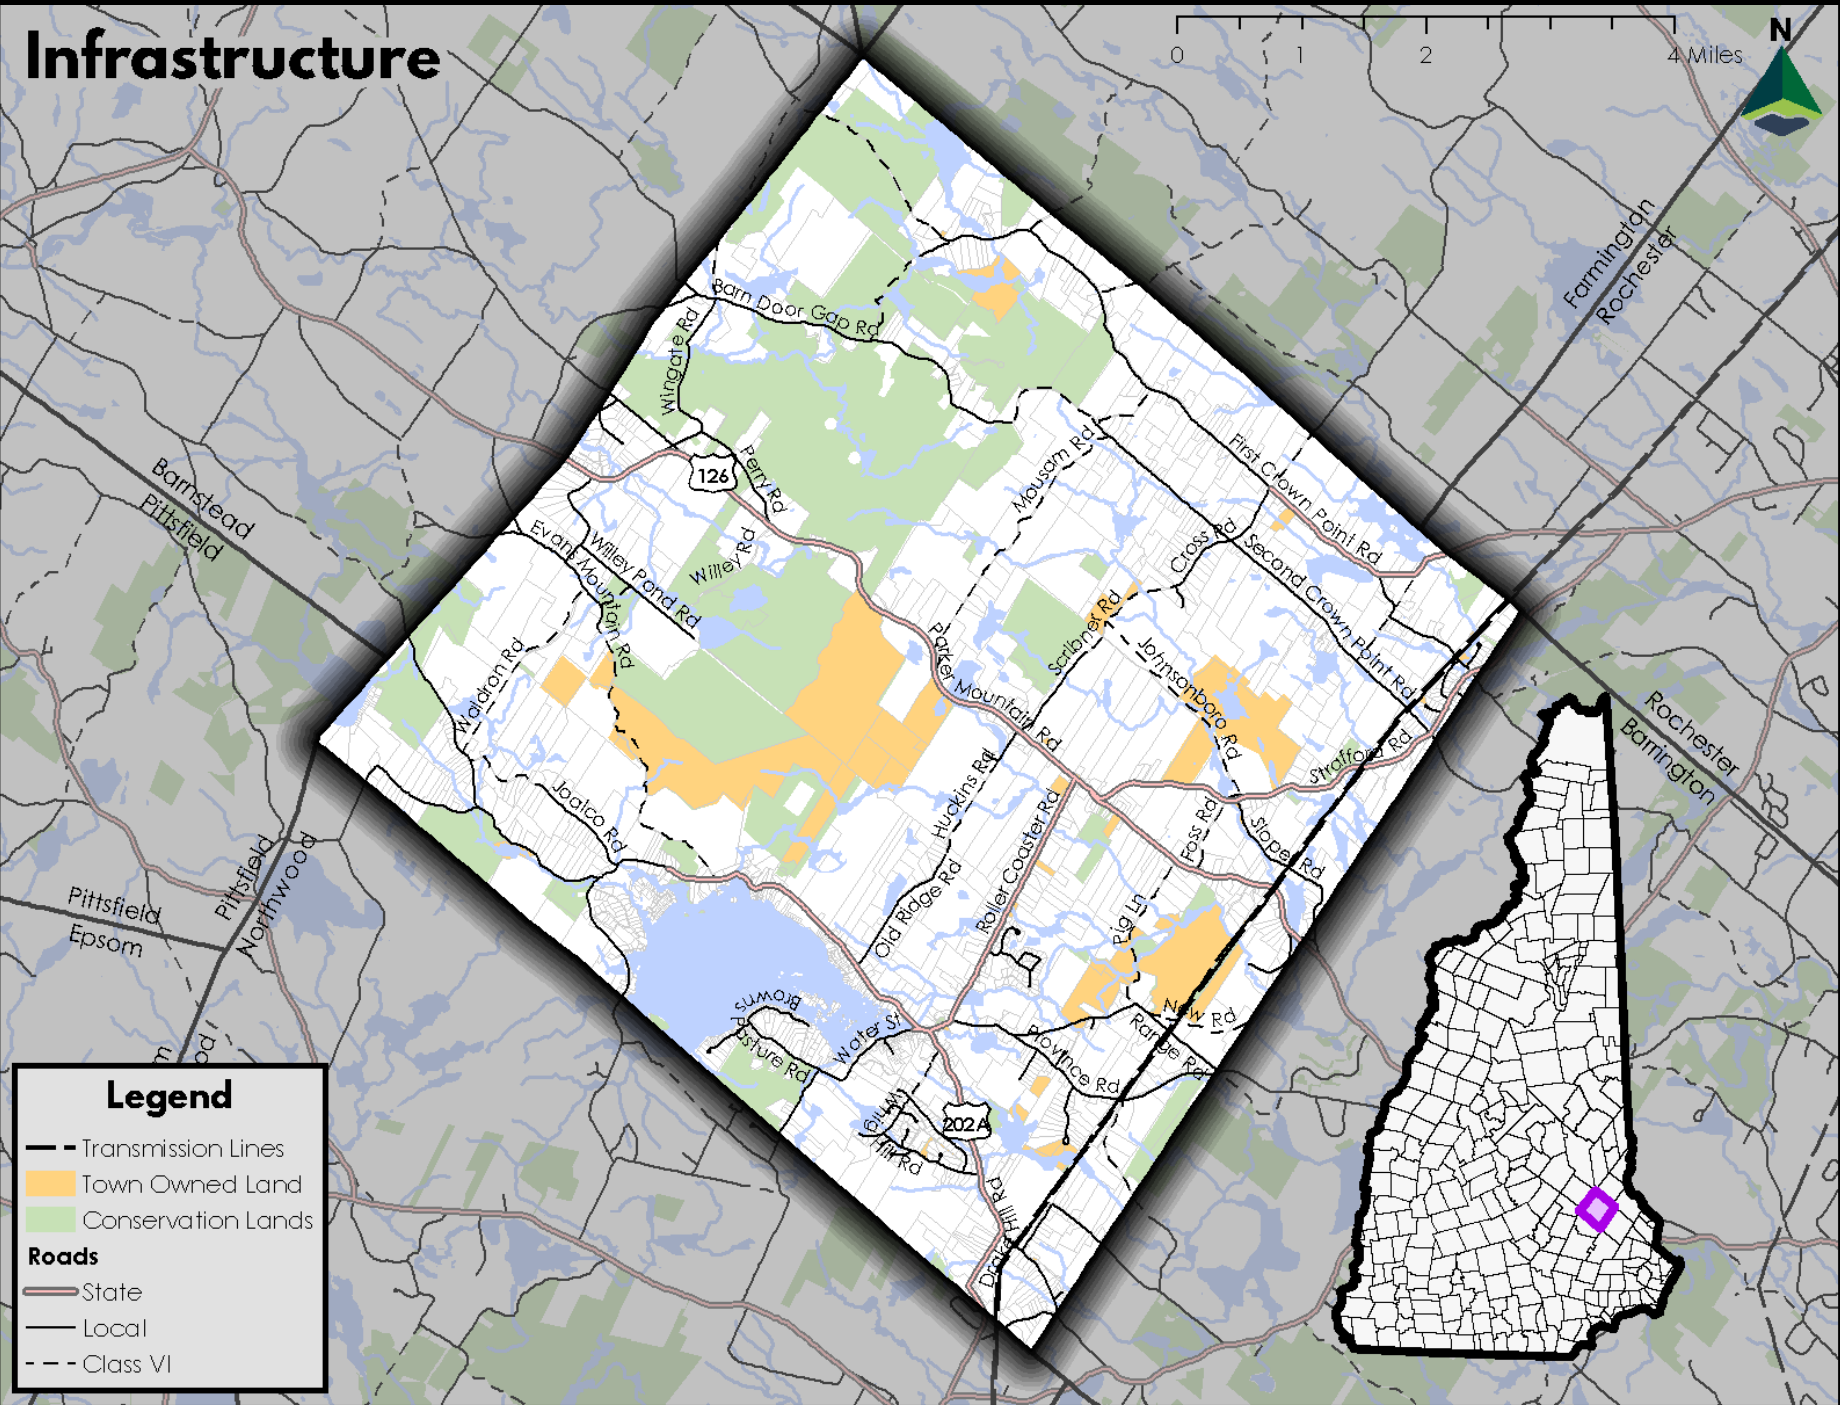 Infrastructure
0 1 2 4 Miles
N
Farmington
Rochester
Barn Door Gap Rd
Wingate Rd
126
Perry Rd
First Crown Point Rd
Mousam Rd
Barnstead
Pittsfield
Evans Mountain Rd
Willey Pond Rd
Willey Rd
Cross Rd
Second Crown Point Rd
Scribner Rd
Johnsonboro Rd
Parker Mountain Rd
Waldron Rd
Rochester
Barrington
Strafford Rd
Huckins Rd
Joalco Rd
Roller Coaster Rd
Foss Rd
Sloper Rd
Pittsfield
Northwood
Pittsfield
Epsom
Old Ridge Rd
Pig Ln
Browns
Pasture Rd
Water St
New Rd
Range Rd
Province Rd
Wning
Hill Rd
202A
Drake Hill Rd
m
od
Legend
Transmission Lines
Town Owned Land
Conservation Lands
Roads
State
Local
Class VI